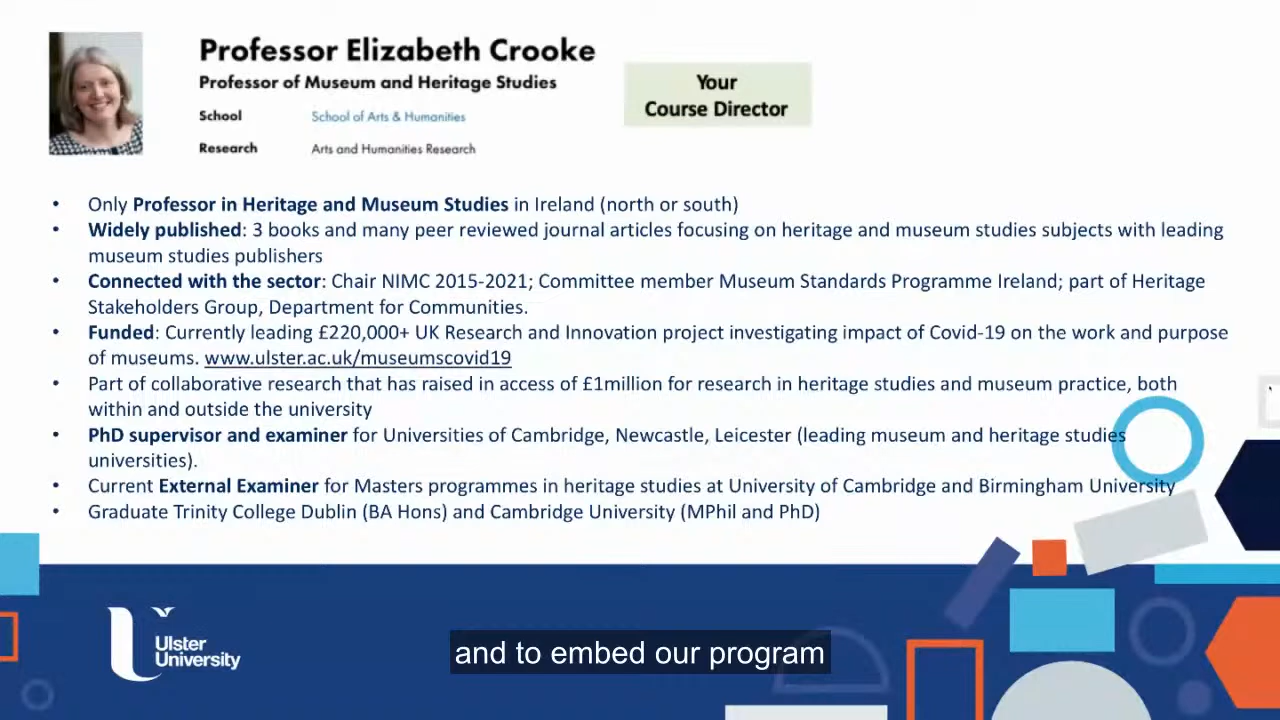 Professor Elizabeth Crooke
Professor of Museum and Heritage Studies
School School of Arts & Humanities
Research Arts and Humanities Research
Your
Course Director
• Only Professor in Heritage and Museum Studies in Ireland (north or south)
• Widely published: 3 books and many peer reviewed journal articles focusing on heritage and museum studies subjects with leading
museum studies publishers
• Connected with the sector: Chair NIMC 2015-2021; Committee member Museum Standards Programme Ireland; part of Heritage
Stakeholders Group, Department for Communities.
• Funded: Currently leading £220,000+ UK Research and Innovation project investigating impact of Covid-19 on the work and purpose
of museums. www.ulster.ac.uk/museumscovid19
• Part of collaborative research that has raised in access of £1million for research in heritage studies and museum practice, both
within and outside the university
• PhD supervisor and examiner for Universities of Cambridge, Newcastle, Leicester (leading museum and heritage studies
universities).
• Current External Examiner for Masters programmes in heritage studies at University of Cambridge and Birmingham University
• Graduate Trinity College Dublin (BA Hons) and Cambridge University (MPhil and PhD)
Ulster
University
and to embed our program